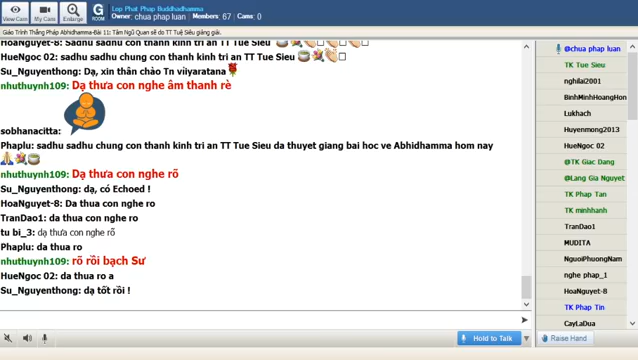 View Cam
My Cam
Enlarge
G
ROOM
Lop Phat Phap Buddhadhamma
Owner: chua phap luan Members: 67 Cams: 0
Giáo Trình Thắng Pháp Abhidhamma-Bài 11: Tâm Ngũ Quan sẽ do TT Tuệ Siêu giảng giải.
HoaNguyet-8: Sadhu sadhu con thanh kinh tri an TT Tue Sieu
HueNgoc 02: sadhu sadhu chung con thanh kinh tri an TT Tue Sieu
Su_Nguyenthong: Dạ, xin thân chào Tn vilyaratana
nhuthuynh109: Dạ thưa con nghe âm thanh rè
sobhanacitta:
Phaplu: sadhu sadhu chung con thanh kinh tri an TT Tue Sieu da thuyet giang bai hoc ve Abhidhamma hom nay
nhuthuynh109: Dạ thưa con nghe rõ
Su_Nguyenthong: dạ, có Echoed !
HoaNguyet-8: Da thua con nghe ro
TranDao1: da thua con nghe ro
tu bi_3: dạ thưa con nghe rõ
Phaplu: da thua ro
nhuthuynh109: rõ rồi bạch Sư
HueNgoc 02: da thua ro a
Su_Nguyenthong: dạ tốt rồi !
Hold to Talk
Raise Hand
@chua phap luan
TK Tue Sieu
nghilai2001
BinhMinhHoangHon
Lukhach
Huyenmong2013
HueNgoc 02
@TK Giac Dang
@Lang Gia Nguyet
TK Phap Tan
TK minhhanh
TranDao1
MUDITA
NguoiPhuongNam
nghe phap_1
HoaNguyet-8
TK Phap Tin
CayLaDua